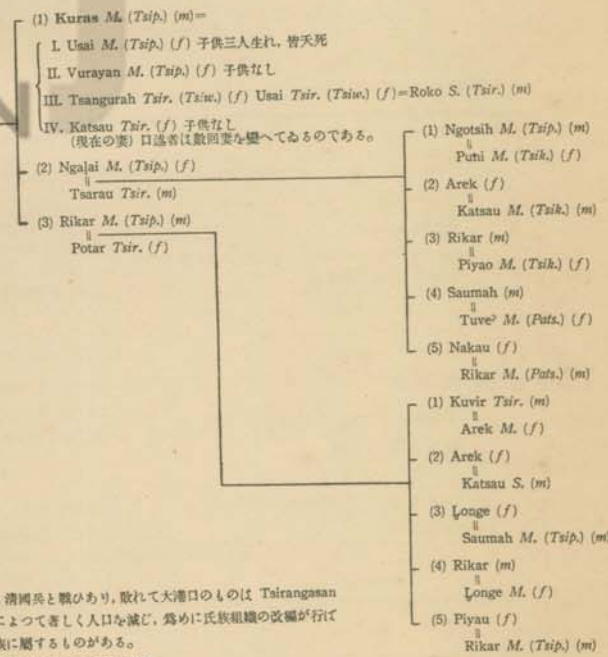 (1) Kuras M. (Tsip.) (m)=
I. Usai M. (Tsip.) (f) 子供三人生れ，皆夭死
II. Vurayan M. (Tsip.) (f) 子供なし
III. Tsangurah Tsir. (Tsiw.) (f) Usai Tsir. (Tsiw.) (f)=Roko S. (Tsir.) (m)
IV. Katsau Tsir. (f) 子供なし
(現在の妻) 口述者は數回妻を變へてゐるのである。
(2) Ngalai M. (Tsip.) (f)
Tsarau Tsir. (m)
(3) Rikar M. (Tsip.) (m)
Potar Tsir. (f)
(1) Ngotsih M. (Tsip.) (m)
Puni M. (Tsik.) (f)
(2) Arek (f)
Katsau M. (Tsik.) (m)
(3) Rikar (m)
Piyao M. (Tsik.) (f)
(4) Saumah (m)
Tuveʔ M. (Pats.) (f)
(5) Nakau (f)
Rikar M. (Pats.) (m)
(1) Kuvir Tsir. (m)
Arek M. (f)
(2) Arek (f)
Katsau S. (m)
(3) Longe (f)
Saumah M. (Tsip.) (m)
(4) Rikar (m)
Longe M. (f)
(5) Piyau (f)
Rikar M. (Tsip.) (m)
清國兵と戰ひあり，敗れて大港口のものは Tsirangasan
よつて著しく人口を減じ，爲めに氏族組織の改編が行は
族に屬するものがある。